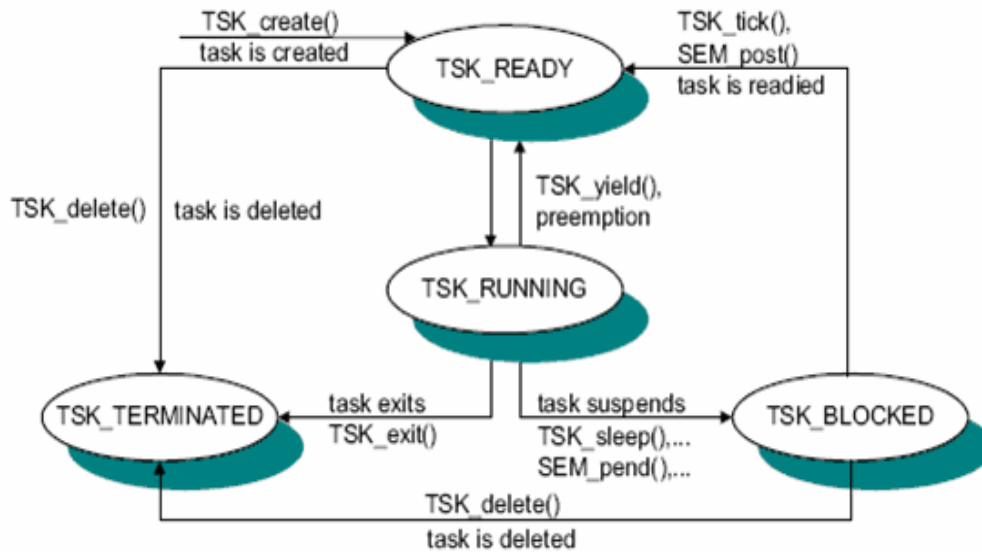 TSK_create()
task is created
TSK_READY
TSK_tick(),
SEM_post()
task is readied
TSK_delete()
task is deleted
TSK_yield(),
preemption
TSK_RUNNING
TSK_TERMINATED
task exits
TSK_exit()
task suspends
TSK_sleep(),...
SEM_pend(),...
TSK_BLOCKED
TSK_delete()
task is deleted